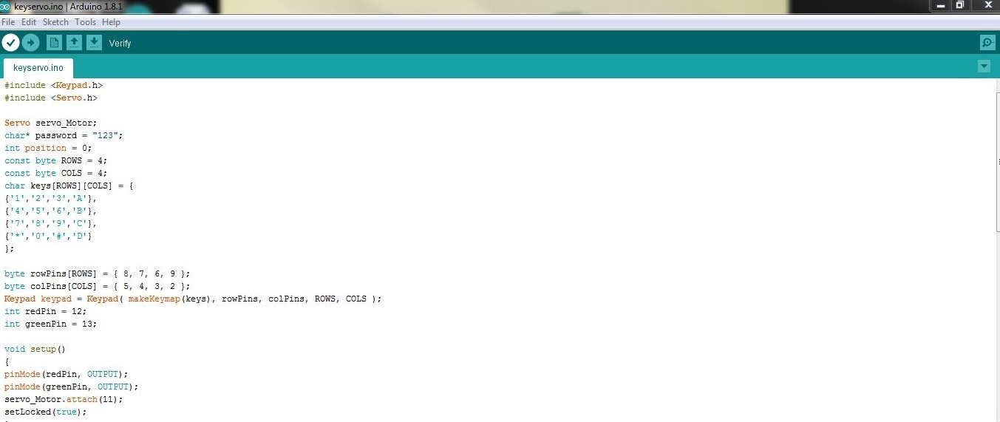 keyservo.ino | Arduino 1.8.1
File Edit Sketch Tools Help
Verify
keyservo.ino
#include <Keypad.h>
#include <Servo.h>
Servo servo_Motor;
char* password = "123";
int position = 0;
const byte ROWS = 4;
const byte COLS = 4;
char keys[ROWS][COLS] = {
{'1','2','3','A'},
{'4','5','6','B'},
{'7','8','9','C'},
{'*','0','#','D'}
};
byte rowPins[ROWS] = { 8, 7, 6, 9 };
byte colPins[COLS] = { 5, 4, 3, 2 };
Keypad keypad = Keypad( makeKeymap(keys), rowPins, colPins, ROWS, COLS );
int redPin = 12;
int greenPin = 13;
void setup()
{
pinMode(redPin, OUTPUT);
pinMode(greenPin, OUTPUT);
servo_Motor.attach(11);
setLocked(true);